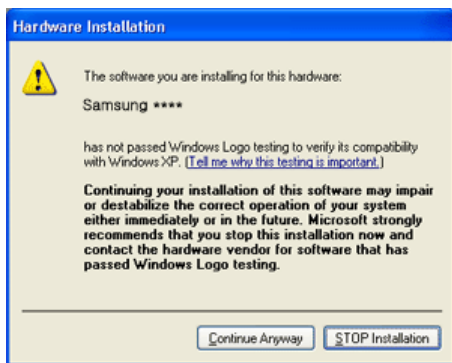 Hardware Installation
The software you are installing for this hardware:
Samsung ****
has not passed Windows Logo testing to verify its compatibility
with Windows XP. (Tell me why this testing is important.)
Continuing your installation of this software may impair
or destabilize the correct operation of your system
either immediately or in the future. Microsoft strongly
recommends that you stop this installation now and
contact the hardware vendor for software that has
passed Windows Logo testing.
Continue Anyway STOP Installation